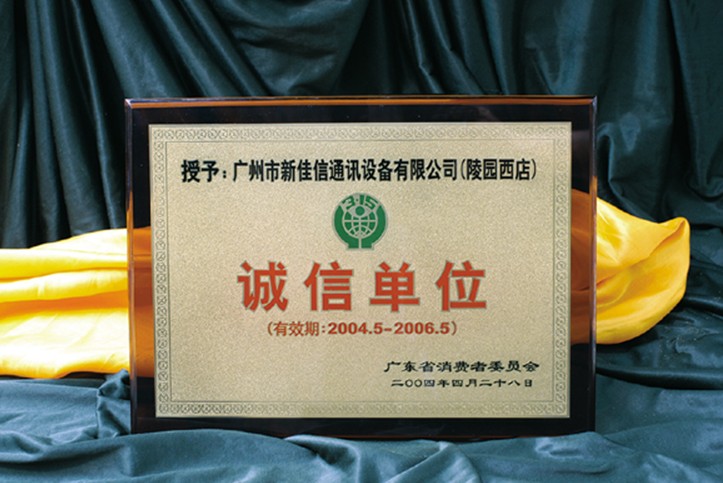 授予：广州市新佳信通讯设备有限公司(陵园西店)
诚信单位
(有效期:2004.5-2006.5)
广东省消费者委员会
二〇〇四年四月二十八日